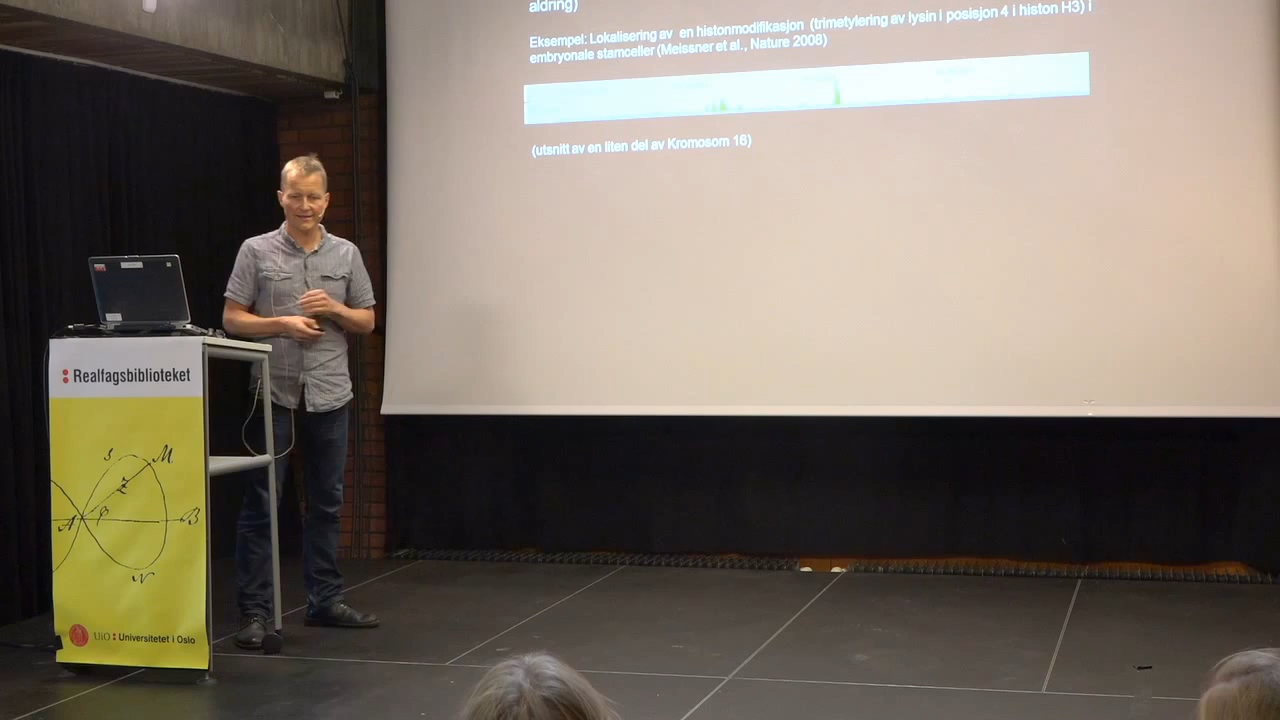 aldring)
Eksempel: Lokalisering av en histonmodifikasjon (trimetylering av lysin i posisjon 4 i histon H3) i
embryonale stamceller (Meissner et al., Nature 2008)
(utsnitt av en liten del av Kromosom 16)
Realfagsbiblioteket
s M
z
A φ B
N
UiO Universitetet i Oslo